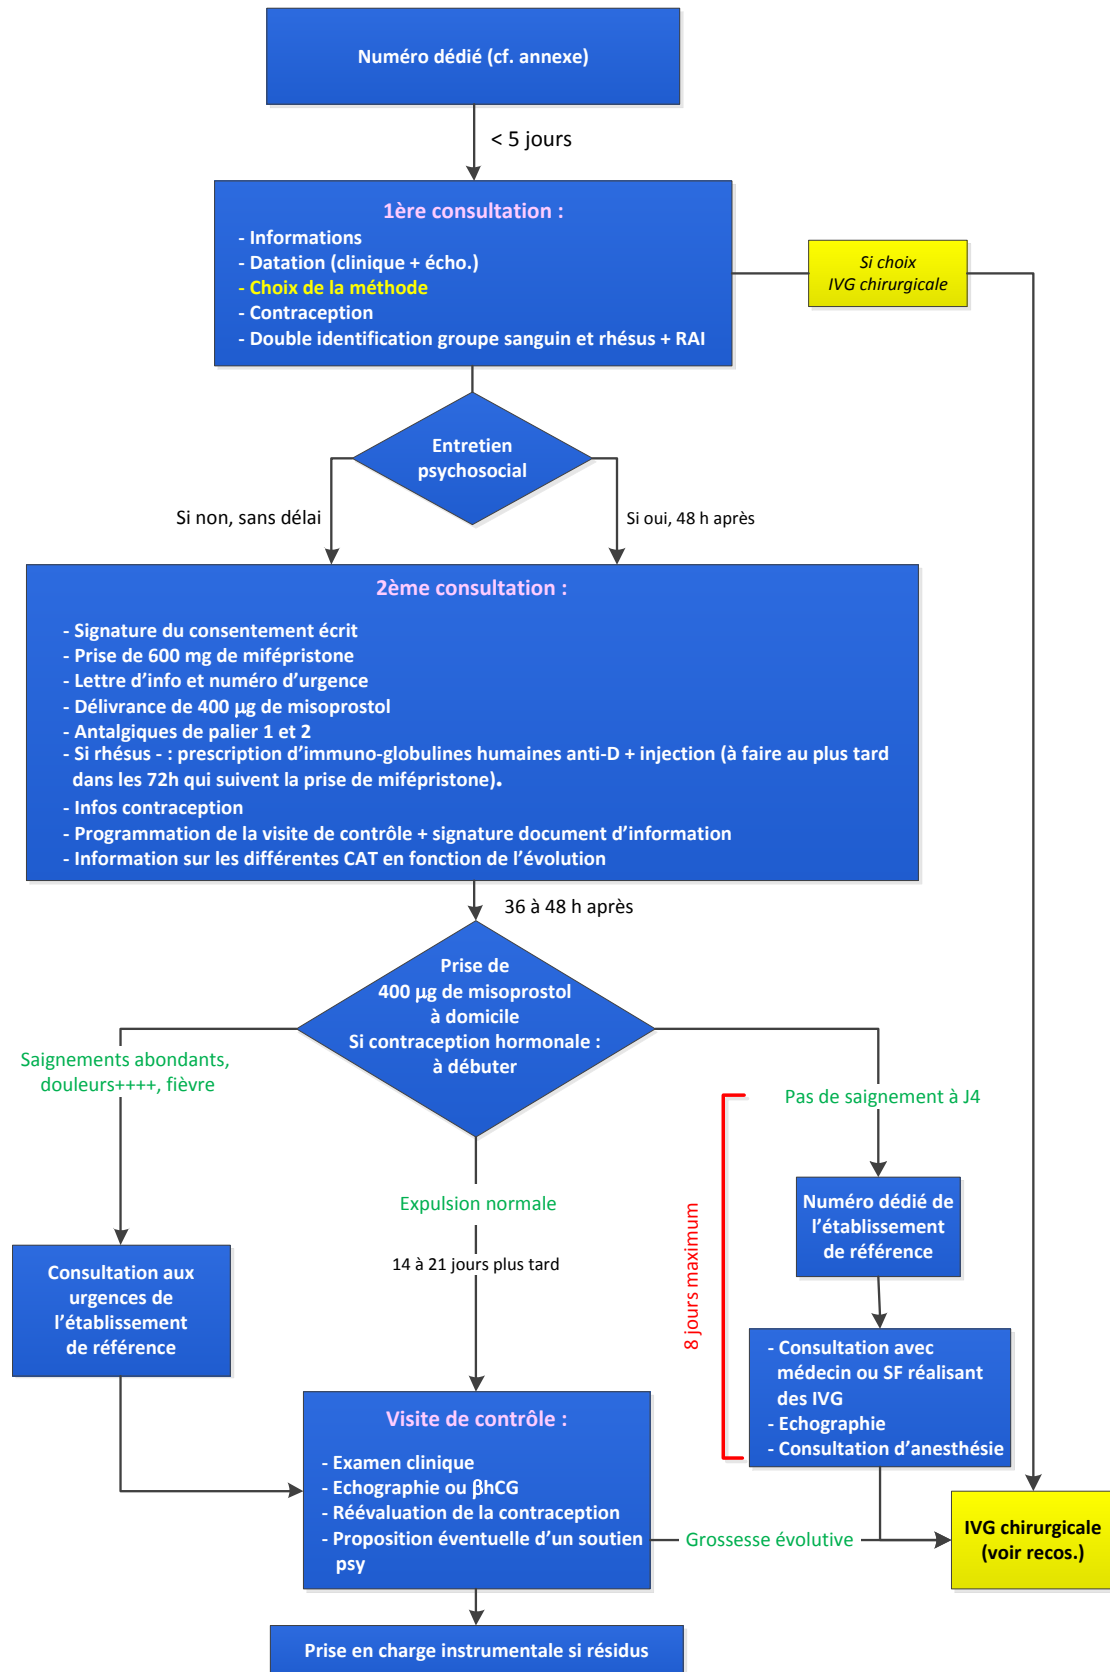 Numéro dédié (cf. annexe)
< 5 jours
1ère consultation :
- Informations
- Datation (clinique + écho.)
- Choix de la méthode
- Contraception
- Double identification groupe sanguin et rhésus + RAI
Si choix
IVG chirurgicale
Entretien
psychosocial
Si non, sans délai
Si oui, 48 h après
2ème consultation :
- Signature du consentement écrit
- Prise de 600 mg de mifépristone
- Lettre d’info et numéro d’urgence
- Délivrance de 400 µg de misoprostol
- Antalgiques de palier 1 et 2
- Si rhésus - : prescription d’immuno-globulines humaines anti-D + injection (à faire au plus tard
dans les 72h qui suivent la prise de mifépristone).
- Infos contraception
- Programmation de la visite de contrôle + signature document d’information
- Information sur les différentes CAT en fonction de l’évolution
36 à 48 h après
Prise de
400 µg de misoprostol
à domicile
Si contraception hormonale :
à débuter
Saignements abondants,
douleurs++++, fièvre
Pas de saignement à J4
Expulsion normale
14 à 21 jours plus tard
8 jours maximum
Numéro dédié de
l’établissement
de référence
Consultation aux
urgences de
l’établissement
de référence
- Consultation avec
médecin ou SF réalisant
des IVG
- Echographie
- Consultation d’anesthésie
Visite de contrôle :
- Examen clinique
- Echographie ou βhCG
- Réévaluation de la contraception
- Proposition éventuelle d’un soutien
psy
Grossesse évolutive
IVG chirurgicale
(voir recos.)
Prise en charge instrumentale si résidus